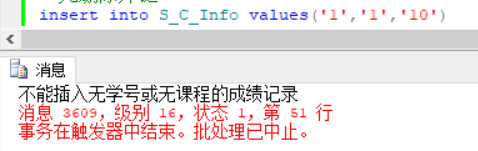 insert into S_C_Info values('1','1','10')
消息
不能插入无学号或无课程的成绩记录
消息 3609，级别 16，状态 1，第 51 行
事务在触发器中结束。批处理已中止。